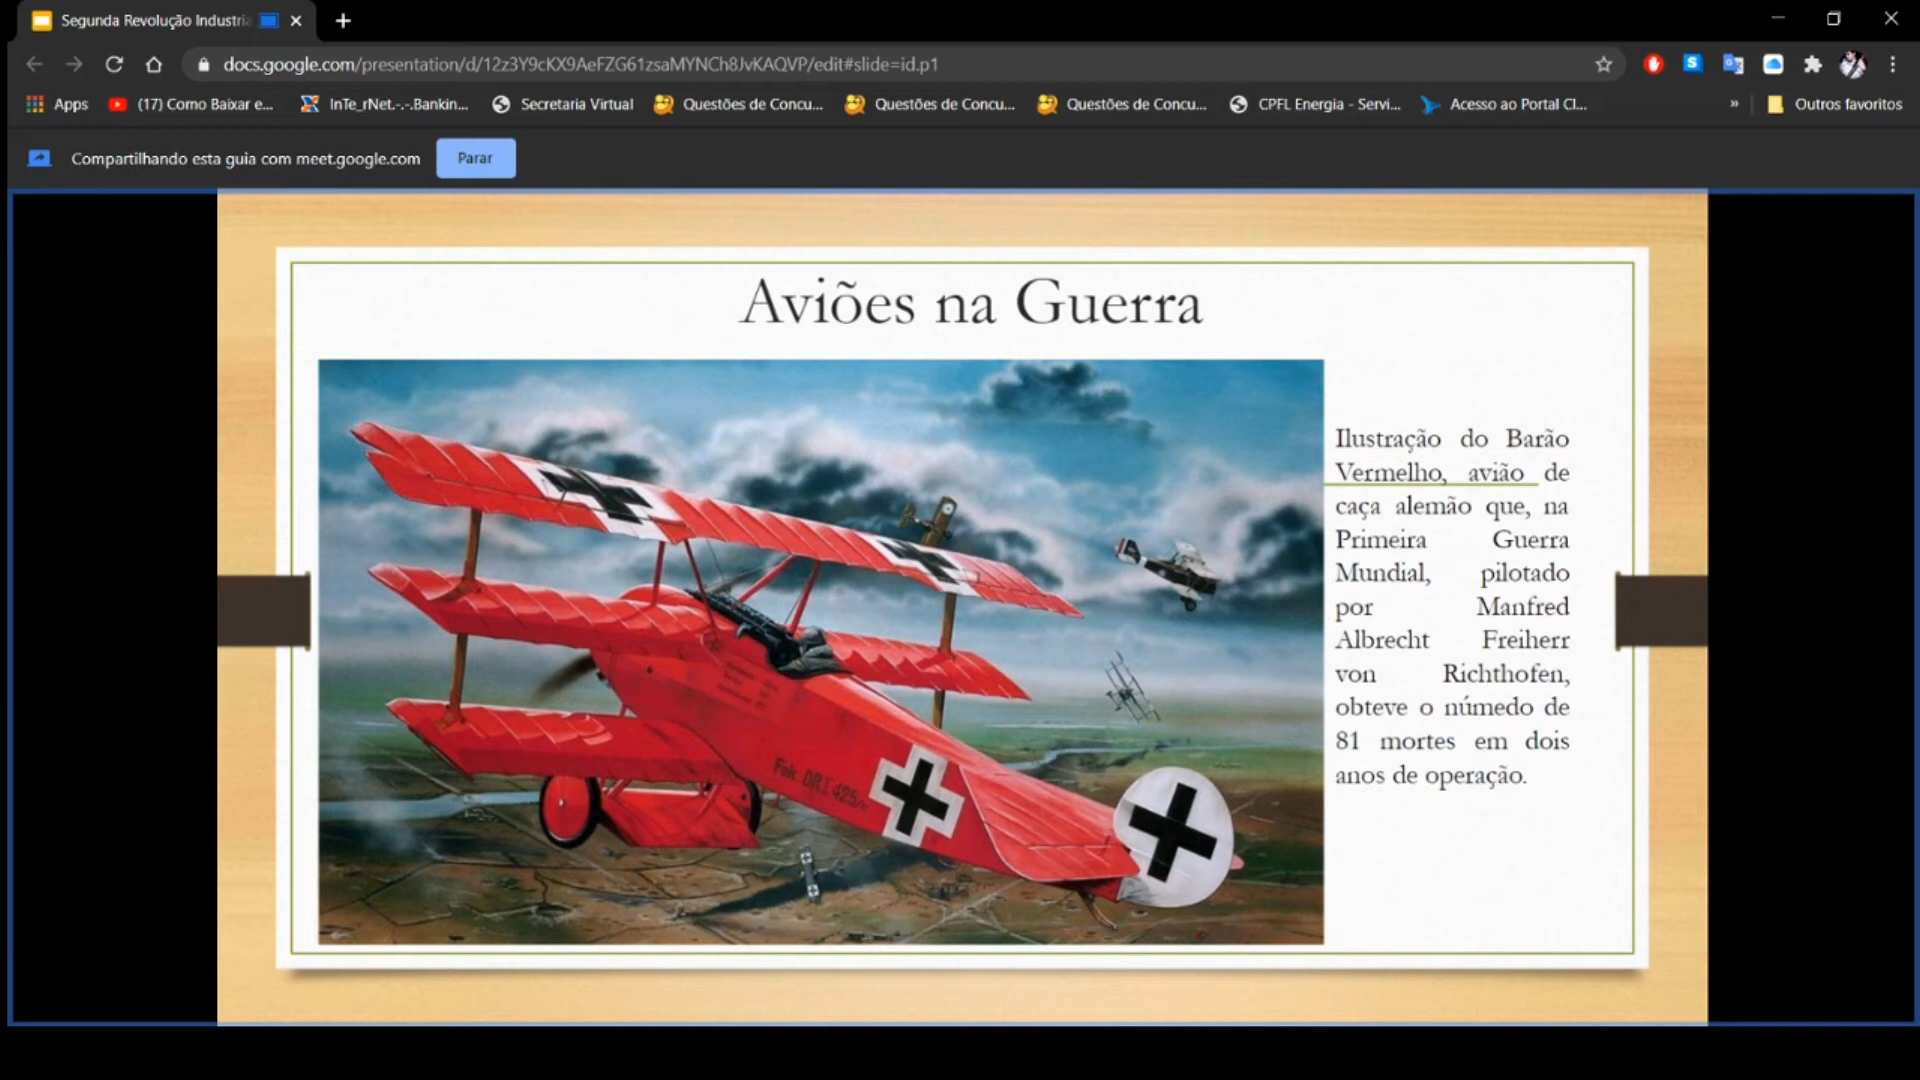 Segunda Revolução Industria
docs.google.com/presentation/d/12z3Y9cKX9AeFZG61zsaMYNCh8JvKAQVP/edit#slide=id.p1
Apps
(17) Como Baixar e...
InTe_rNet.-.-.Bankin...
Secretaria Virtual
Questões de Concu...
Questões de Concu...
Questões de Concu...
CPFL Energia - Servi...
Acesso ao Portal Cl...
»
Outros favoritos
Compartilhando esta guia com meet.google.com
Parar
Aviões na Guerra
Ilustração do Barão
Vermelho, avião de
caça alemão que, na
Primeira Guerra
Mundial, pilotado
por Manfred
Albrecht Freiherr
von Richthofen,
obteve o númedo de
81 mortes em dois
anos de operação.
Fok. DR.I 425/